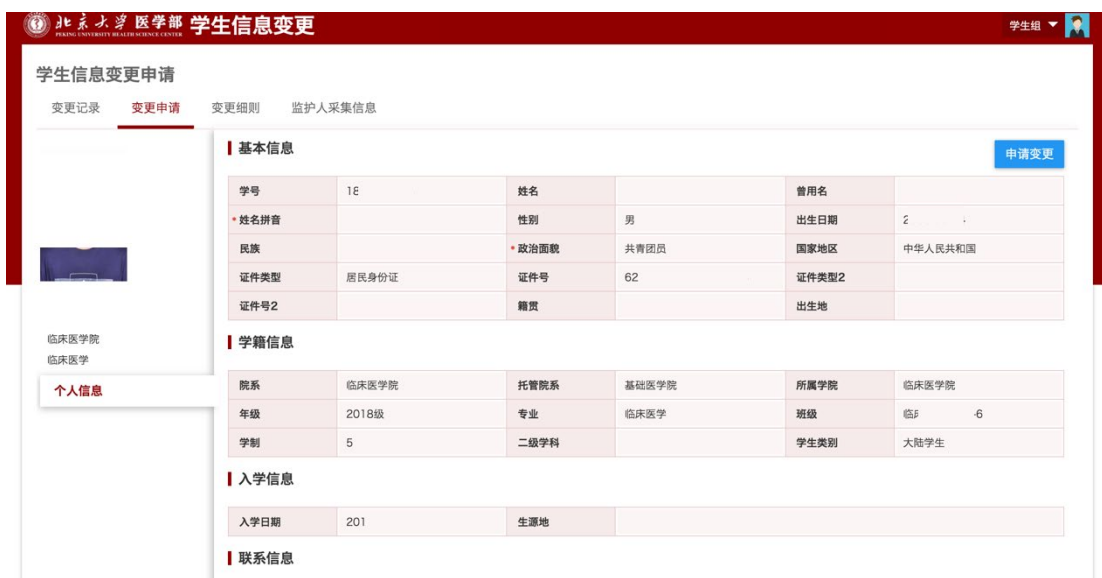 北京大学医学部 学生信息变更
PEKING UNIVERSITY HEALTH SCIENCE CENTER
学生组
学生信息变更申请
变更记录 变更申请 变更细则 监护人采集信息
基本信息
申请变更
学号 18 姓名 曾用名
*姓名拼音 性别 男 出生日期 2
民族 *政治面貌 共青团员 国家地区 中华人民共和国
证件类型 居民身份证 证件号 62 证件类型2
证件号2 籍贯 出生地
临床医学院
临床医学
个人信息
学籍信息
院系 临床医学院 托管院系 基础医学院 所属学院 临床医学院
年级 2018级 专业 临床医学 班级 临 -6
学制 5 二级学科 学生类别 大陆学生
入学信息
入学日期 201 生源地
联系信息